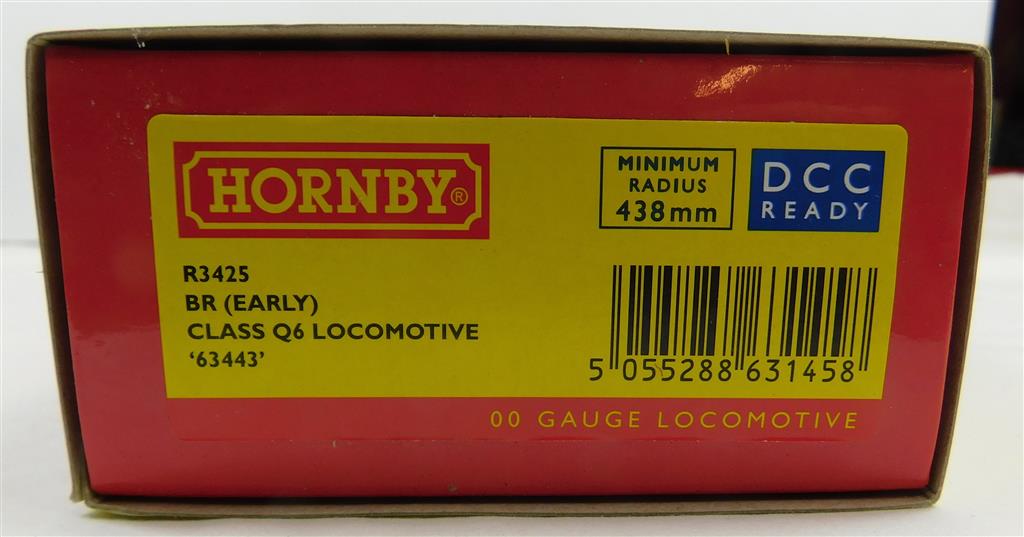 HORNBY®
MINIMUM
RADIUS
438mm
DCC
READY
R3425
BR (EARLY)
CLASS Q6 LOCOMOTIVE
‘63443’
5 055288 631458
00 GAUGE LOCOMOTIVE